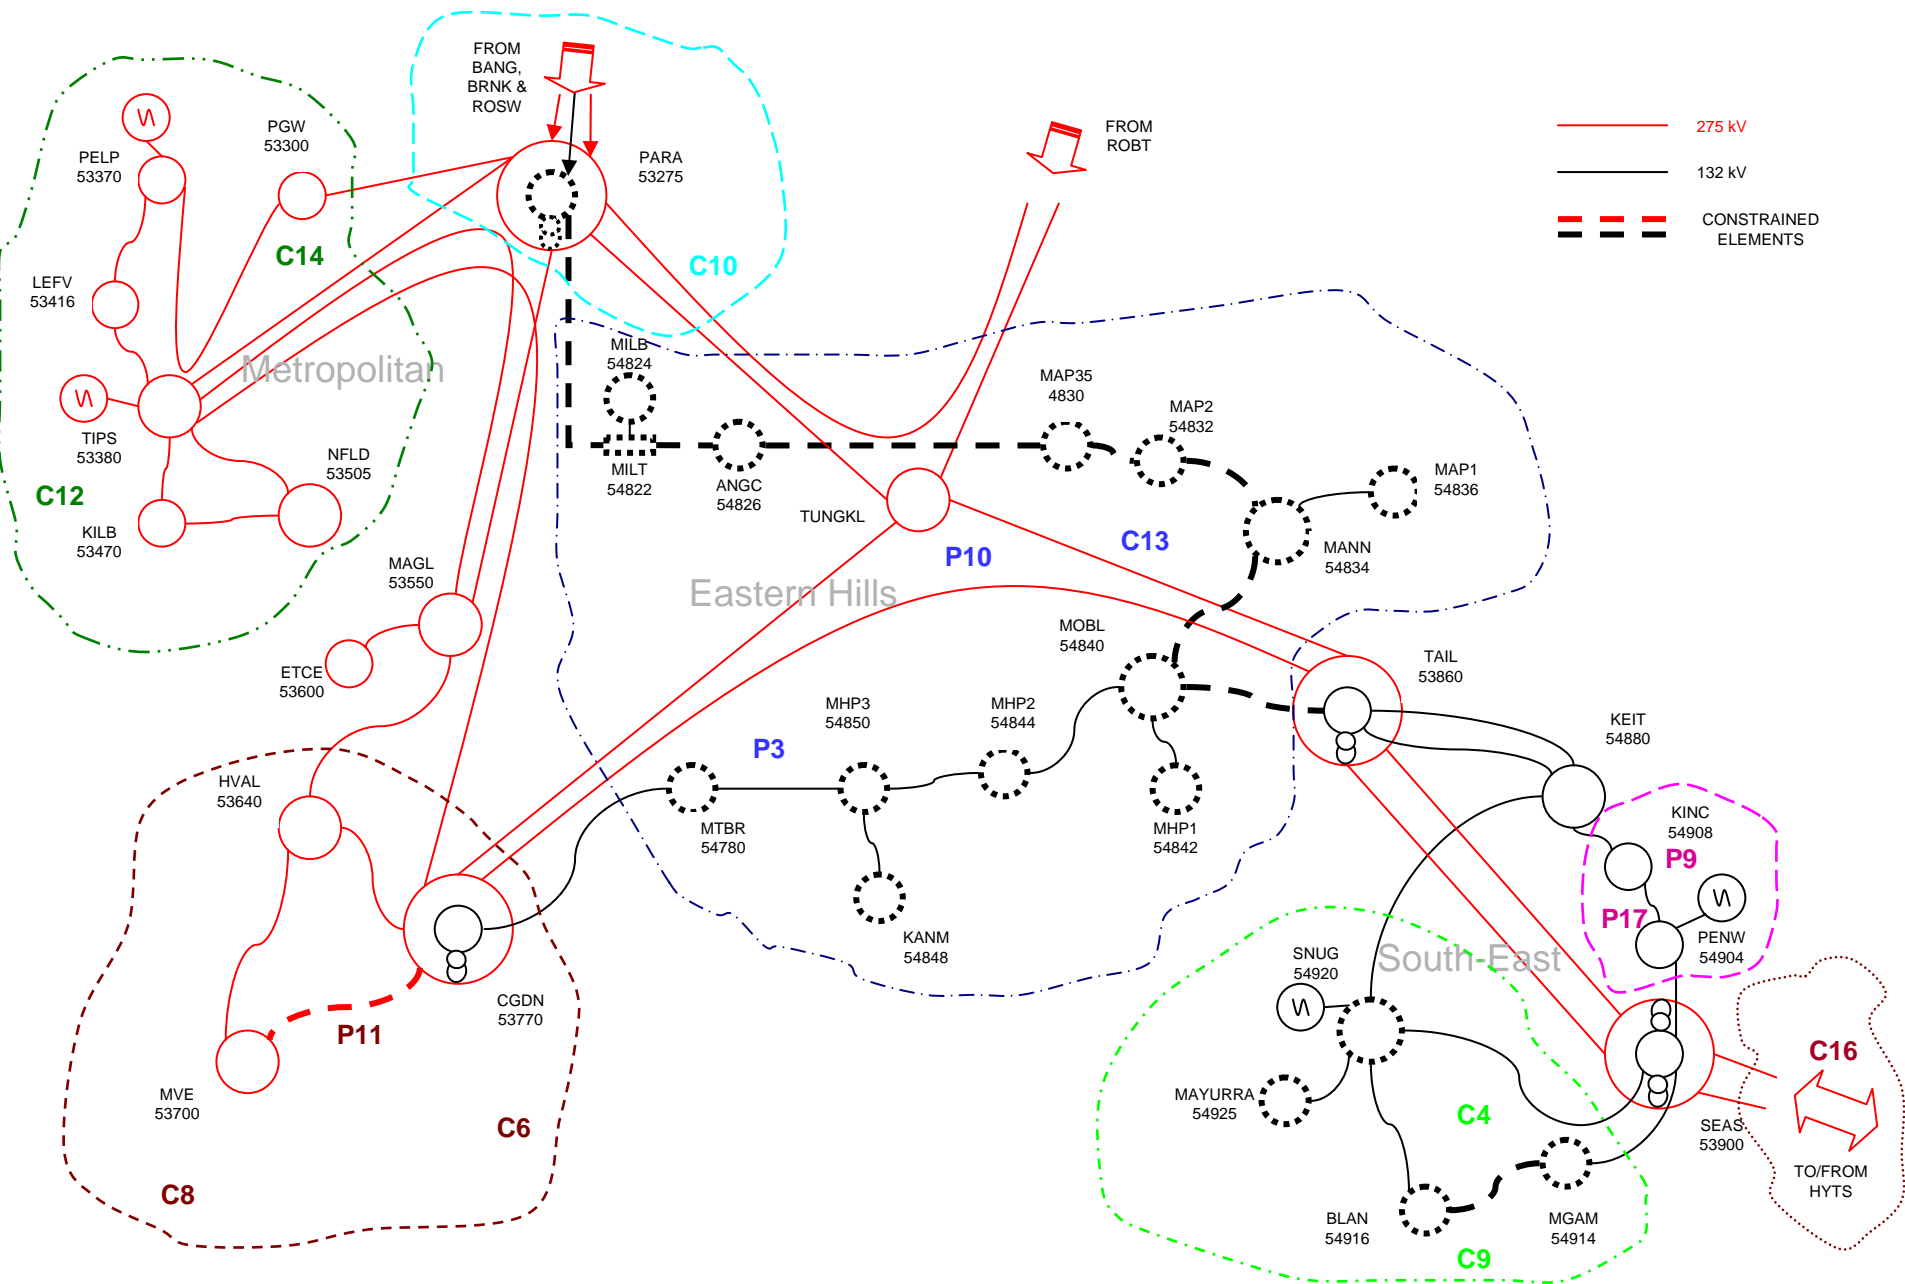 FROM
BANG,
BRNK &
ROSW
PGW
53300
PELP
53370
PARA
53275
FROM
ROBT
275 kV
132 kV
CONSTRAINED
ELEMENTS
C14
C10
LEFV
53416
Metropolitan
MILB
54824
MAP35
4830
MAP2
54832
TIPS
53380
NFLD
53505
C12
KILB
53470
MILT
54822
ANGC
54826
MAP1
54836
TUNGKL
C13
P10
MANN
54834
MAGL
53550
Eastern Hills
MOBL
54840
ETCE
53600
TAIL
53860
MHP3
54850
MHP2
54844
KEIT
54880
P3
HVAL
53640
MTBR
54780
MHP1
54842
KINC
54908
P9
P17
KANM
54848
SNUG
54920
South-East
PENW
54904
CGDN
53770
P11
C16
MVE
53700
MAYURRA
54925
C4
C6
SEAS
53900
TO/FROM
HYTS
C8
BLAN
54916
MGAM
54914
C9